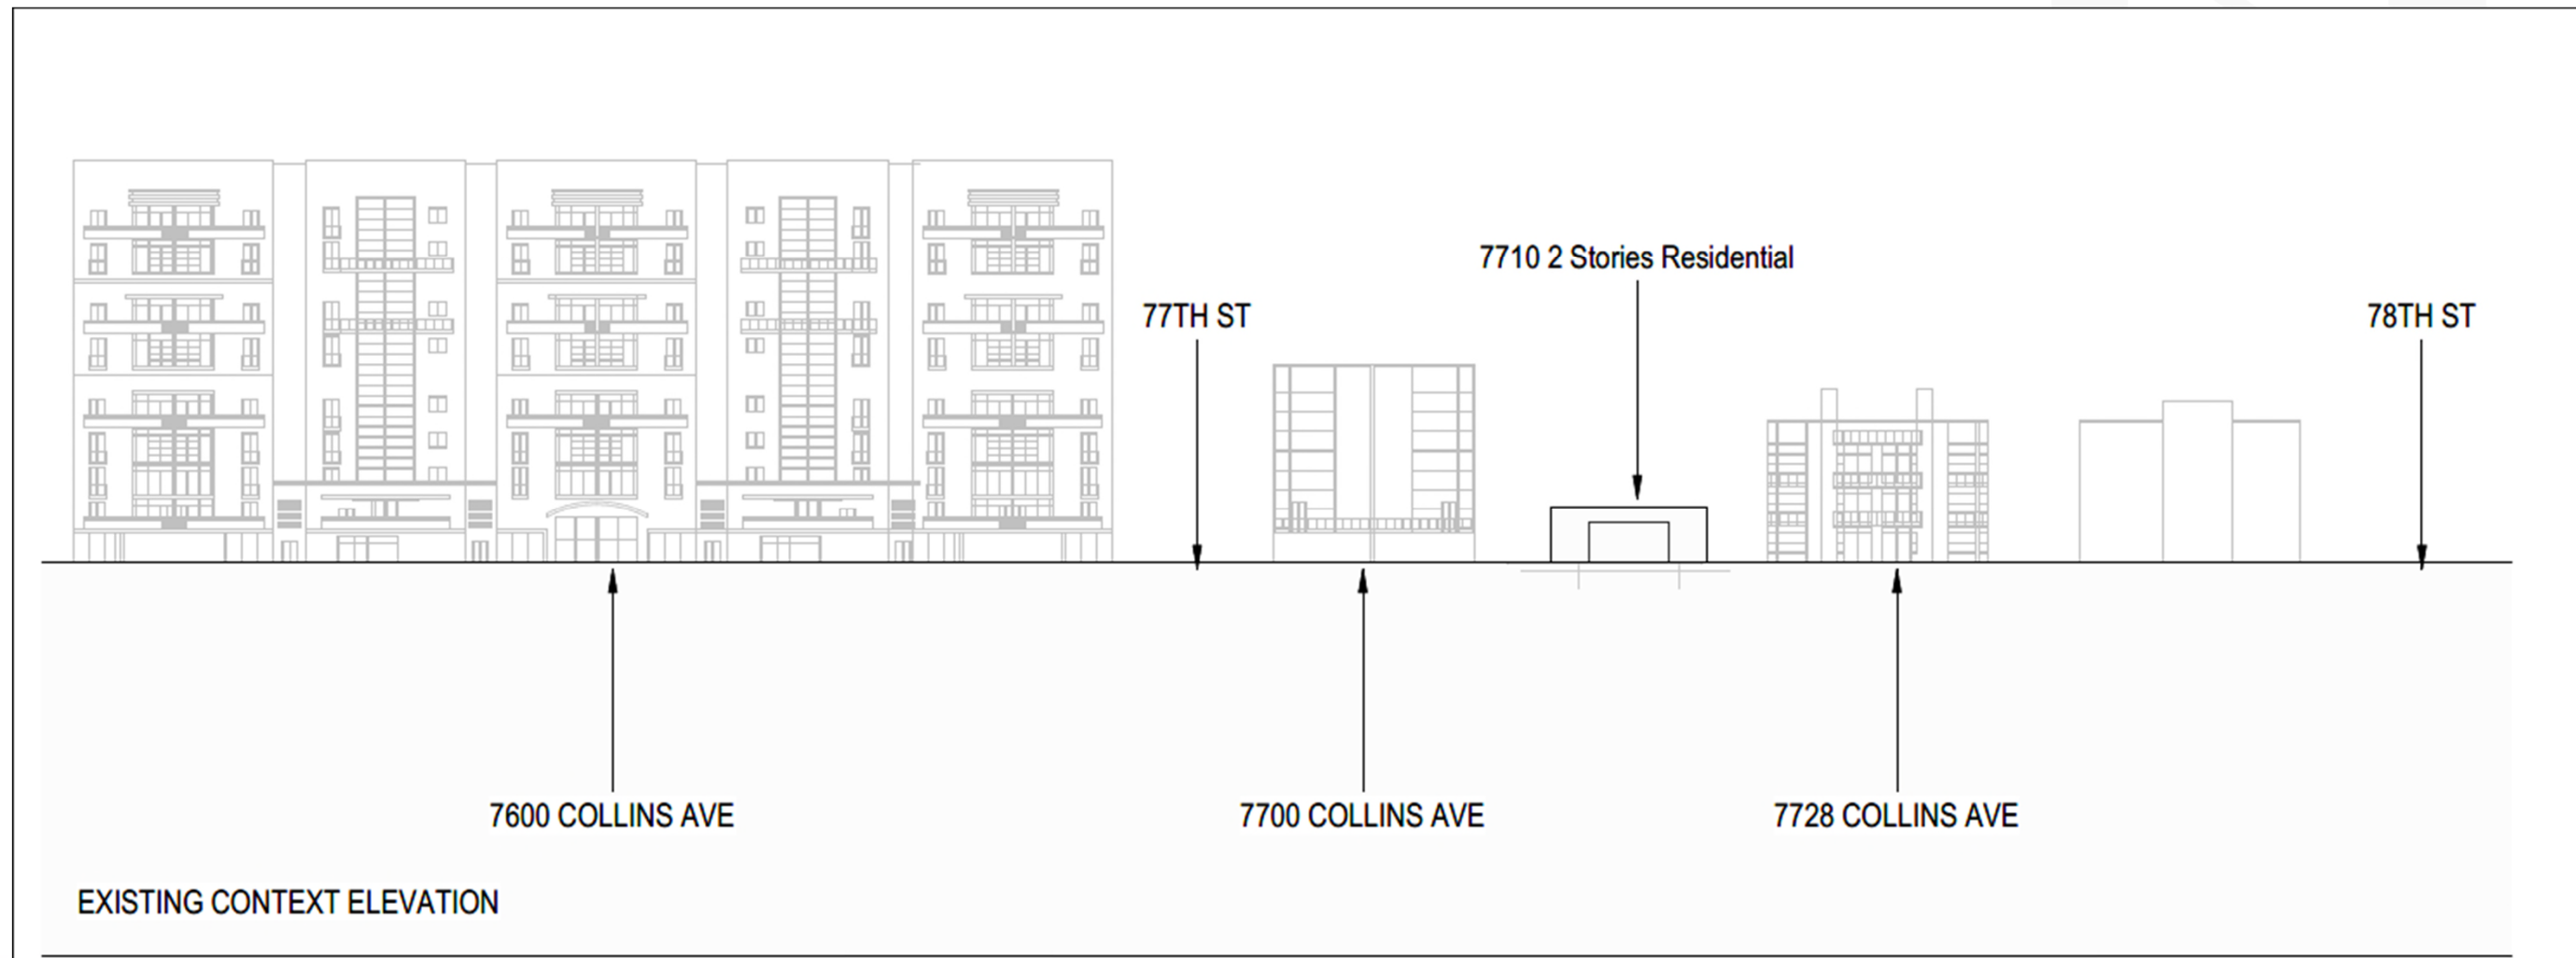 7710 2 Stories Residential
77TH ST
78TH ST
7600 COLLINS AVE
7700 COLLINS AVE
7728 COLLINS AVE
EXISTING CONTEXT ELEVATION